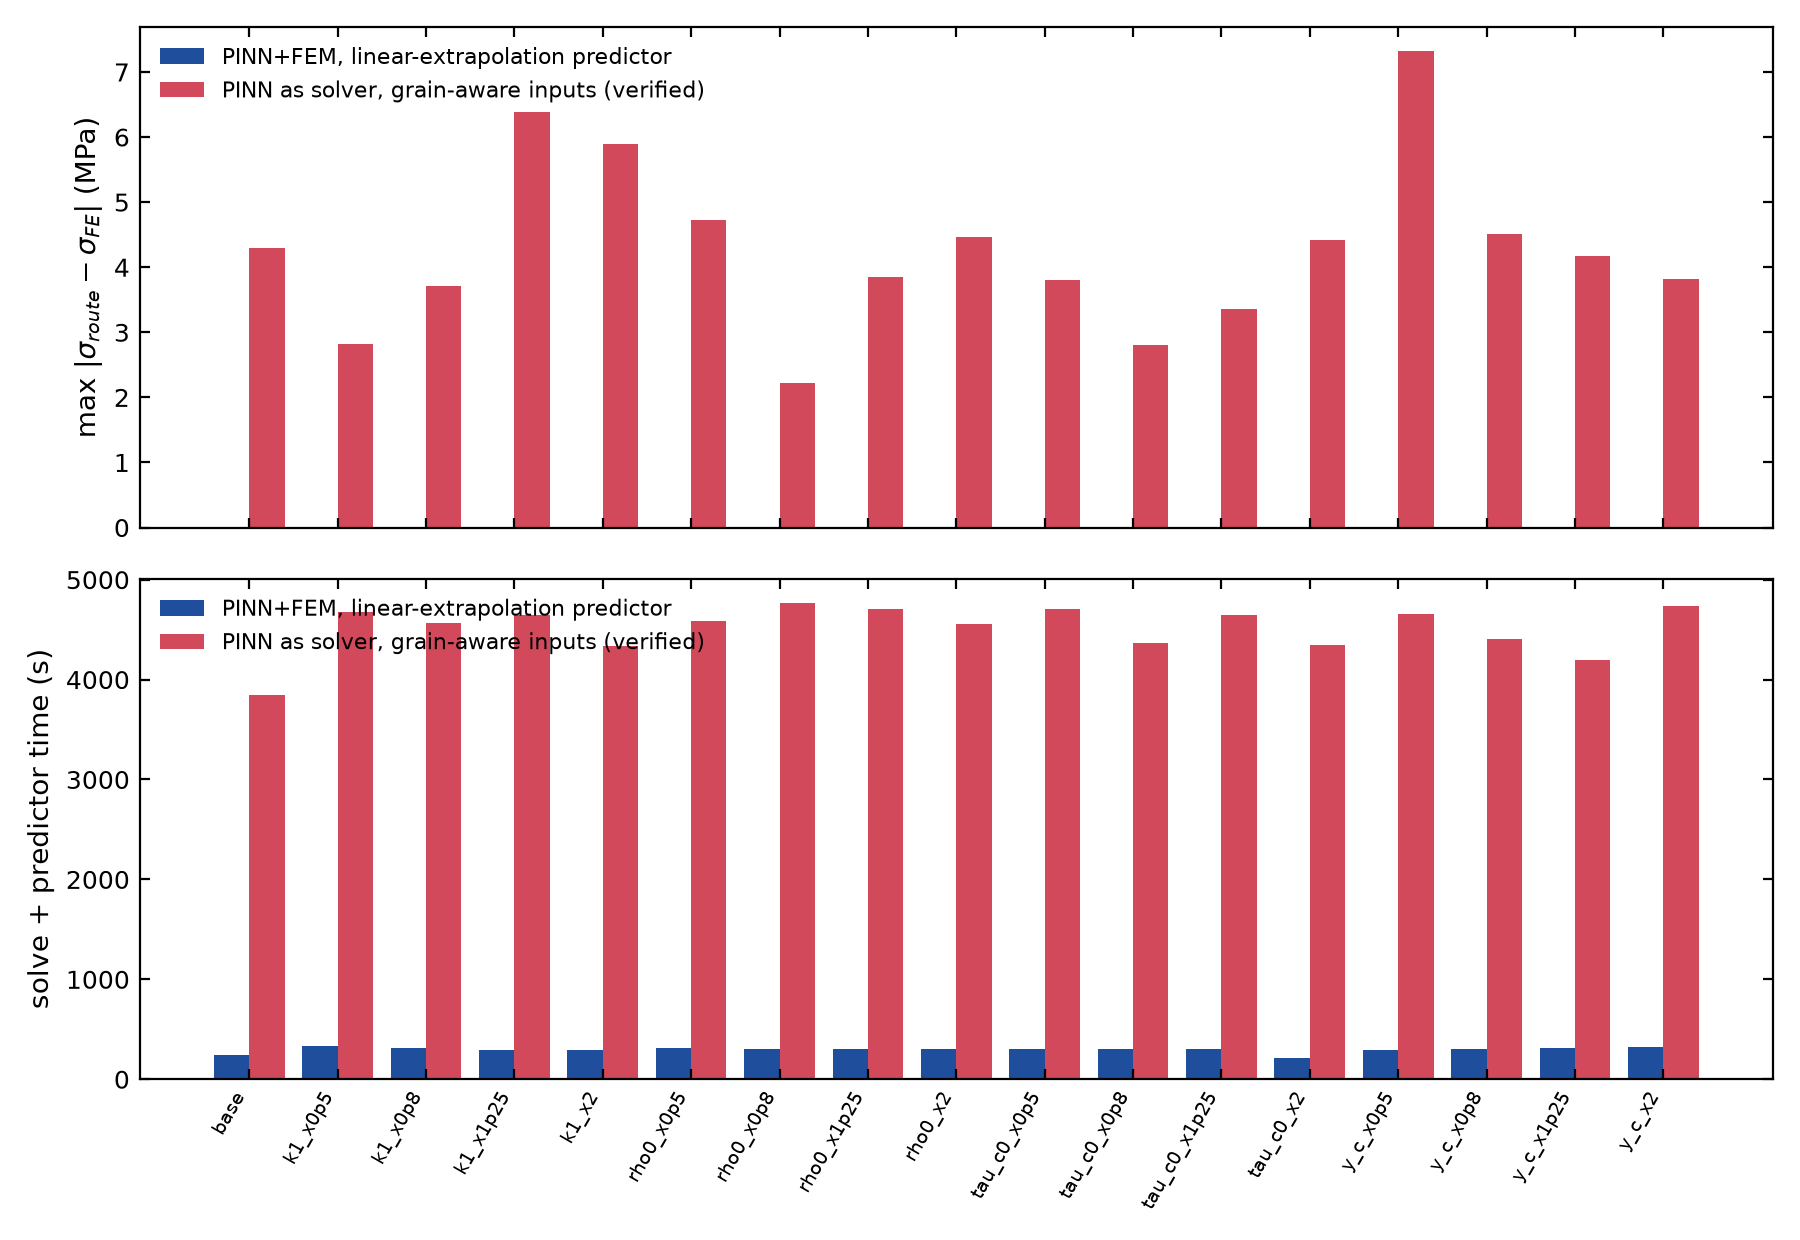 PINN+FEM, linear-extrapolation predictor
PINN as solver, grain-aware inputs (verified)
max |σ_route − σ_FE| (MPa)
7
6
5
4
3
2
1
0
PINN+FEM, linear-extrapolation predictor
PINN as solver, grain-aware inputs (verified)
solve + predictor time (s)
5000
4000
3000
2000
1000
0
base
k1_x0p5
k1_x0p8
k1_x1p25
k1_x2
rho0_x0p5
rho0_x0p8
rho0_x1p25
rho0_x2
tau_c0_x0p5
tau_c0_x0p8
tau_c0_x1p25
tau_c0_x2
y_c_x0p5
y_c_x0p8
y_c_x1p25
y_c_x2